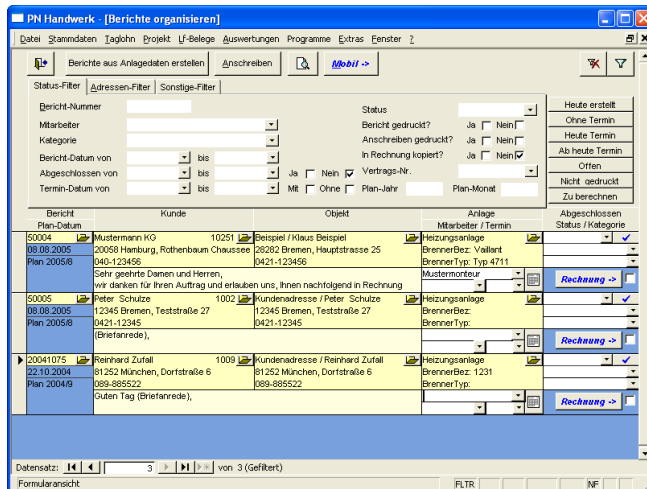 PN Handwerk - [Berichte organisieren]
Datei Stammdaten Taglohn Projekt Lf-Belege Auswertungen Programme Extras Fenster ?
Berichte aus Anlagedaten erstellen Anschreiben Mobil ->
Status-Filter Adressen-Filter Sonstige-Filter
Bericht-Nummer Status Heute erstellt
Mitarbeiter Bericht gedruckt? Ja Nein Ohne Termin
Kategorie Anschreiben gedruckt? Ja Nein Heute Termin
Bericht-Datum von bis In Rechnung kopiert? Ja Nein Ab heute Termin
Abgeschlossen von bis Ja Nein Vertrags-Nr. Offen
Termin-Datum von bis Mit Ohne Plan-Jahr Plan-Monat Nicht gedruckt
Zu berechnen
Bericht Kunde Objekt Anlage Abgeschlossen
Plan-Datum Mitarbeiter / Termin Status / Kategorie
50004 Mustermann KG 10251 Beispiel / Klaus Beispiel Heizungsanlage
08.08.2005 20058 Hamburg, Rothenbaum Chaussee 28282 Bremen, Hauptstrasse 25 BrennerBez: Vaillant
Plan 2005/8 040-123456 0421-123456 BrennerTyp: Typ 4711
Sehr geehrte Damen und Herren, Mustermonteur
wir danken für Ihren Auftrag und erlauben uns, Ihnen nachfolgend in Rechnung Rechnung ->
50005 Peter Schulze 1002 Kundenadresse / Peter Schulze Heizungsanlage
08.08.2005 12345 Bremen, Teststraße 27 12345 Bremen, Teststraße 27 BrennerBez:
Plan 2005/8 0421-12345 0421-12345 BrennerTyp:
(Briefanrede), Rechnung ->
20041075 Reinhard Zufall 1009 Kundenadresse / Reinhard Zufall Heizungsanlage
22.10.2004 81252 München, Dorfstraße 6 81252 München, Dorfstraße 6 BrennerBez: 1231
Plan 2004/9 089-885522 089-885522 BrennerTyp:
Guten Tag (Briefanrede), Rechnung ->
Datensatz: 3 von 3 (Gefiltert)
Formularansicht FLTR NF